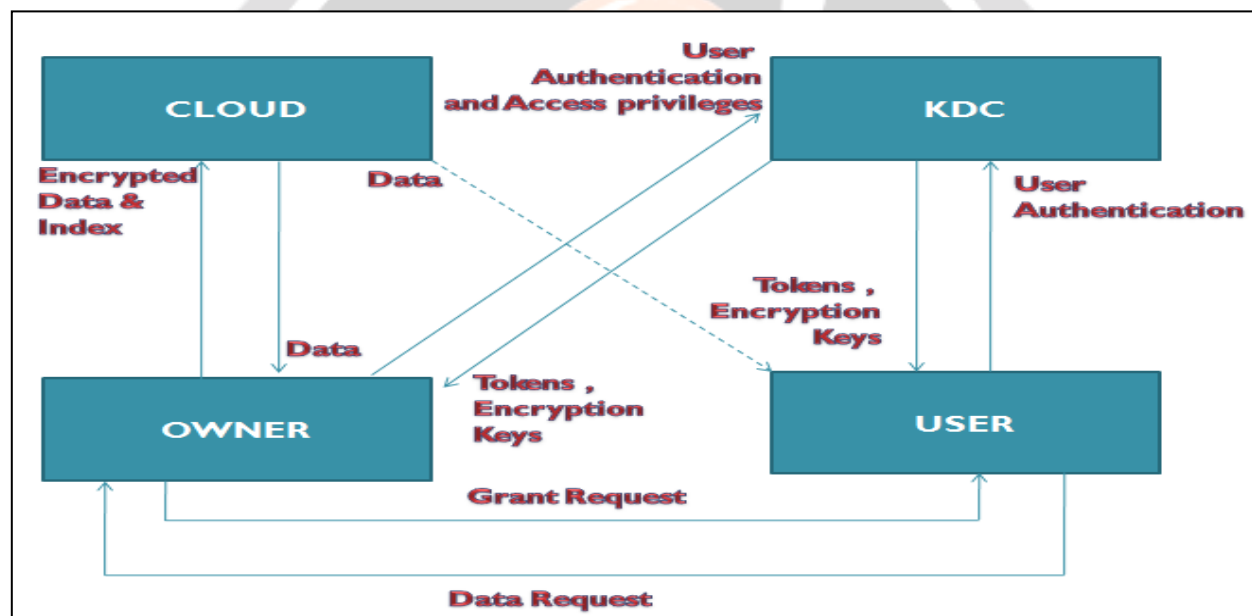 User
Authentication
and Access privileges
CLOUD
KDC
Encrypted
Data &
Index
Data
User
Authentication
Tokens ,
Encryption
Keys
Data
Tokens ,
Encryption
Keys
OWNER
USER
Grant Request
Data Request